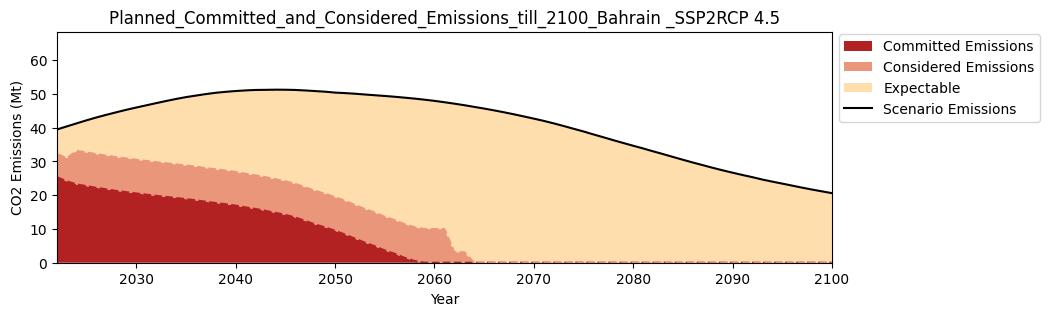 Planned_Committed_and_Considered_Emissions_till_2100_Bahrain _SSP2RCP 4.5
CO2 Emissions (Mt)
60
50
40
30
20
10
0
2030 2040 2050 2060 2070 2080 2090 2100
Year
Committed Emissions
Considered Emissions
Expectable
Scenario Emissions